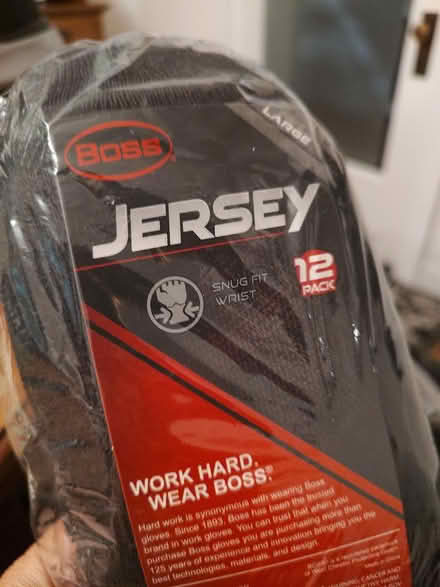 LARGE
BOSS®
JERSEY
SNUG FIT
WRIST
12
PACK
WORK HARD.
WEAR BOSS.®
Hard work is synonymous with wearing Boss
gloves. Since 1893, Boss has been the trusted
brand in work gloves. You can trust that when you
purchase Boss gloves you are purchasing more than
125 years of experience and innovation bringing you the
best technologies, materials, and design.